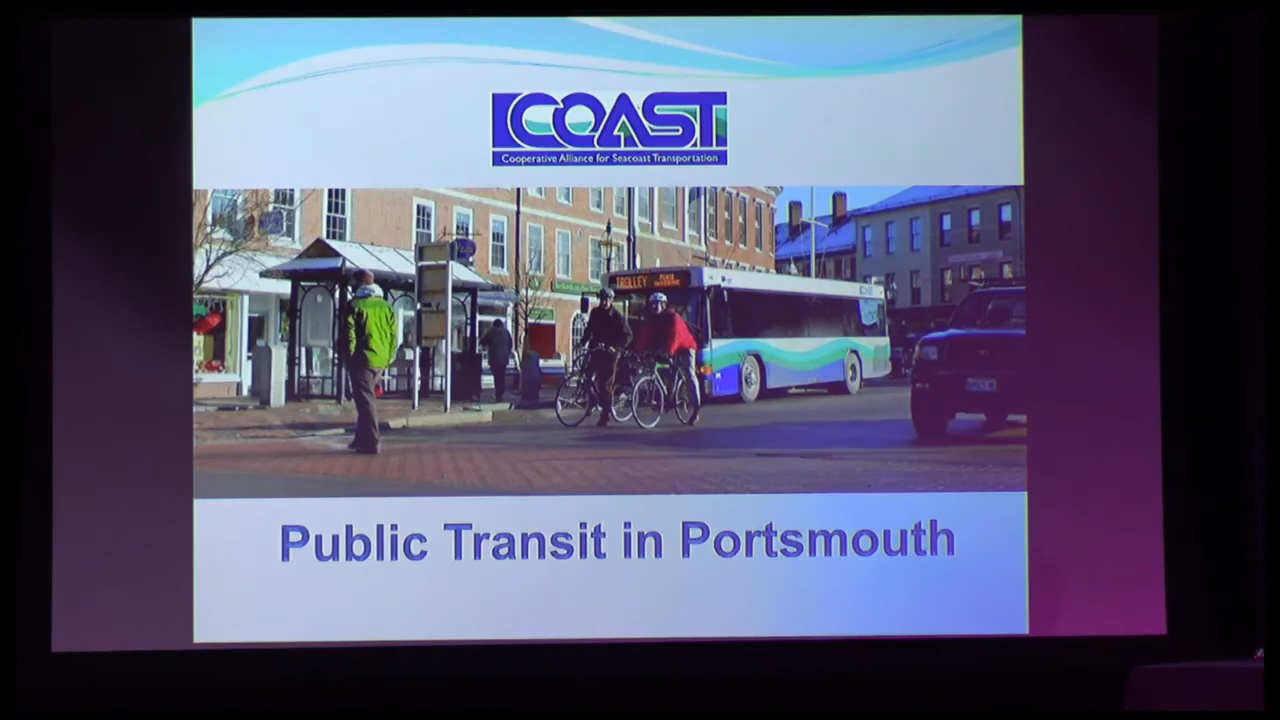 COAST
Cooperative Alliance for Seacoast Transportation
TROLLEY
Public Transit in Portsmouth